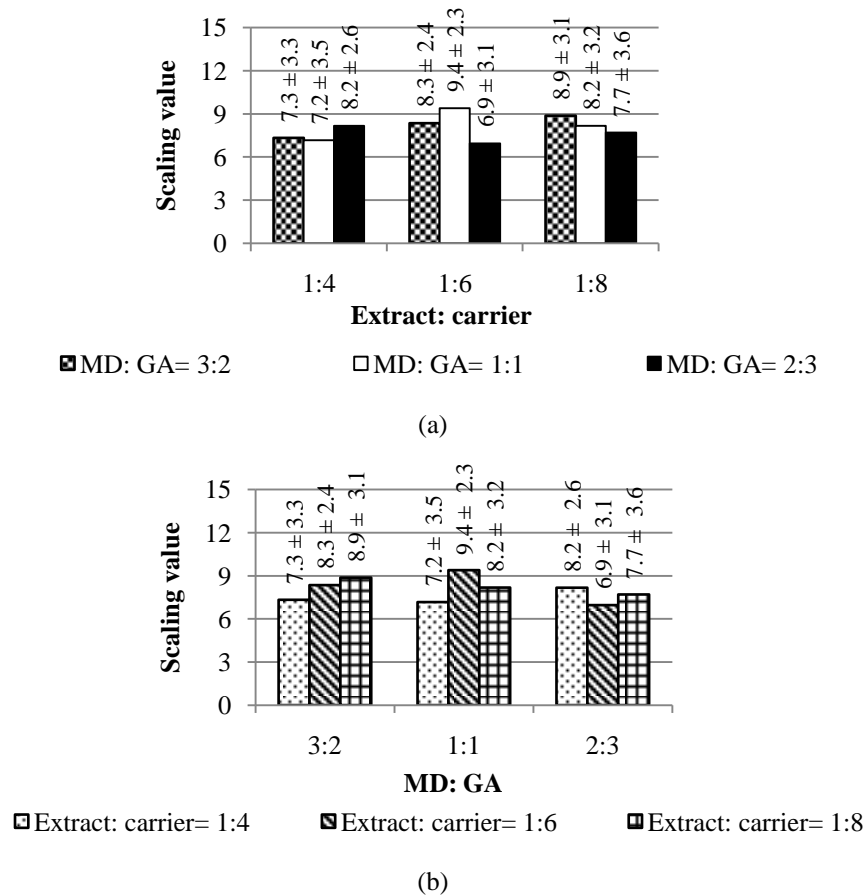 15
12
9
6
3
0
Scaling value
7.3 ± 3.3
7.2 ± 3.5
8.2 ± 2.6
8.3 ± 2.4
9.4 ± 2.3
6.9 ± 3.1
8.9 ± 3.1
8.2 ± 3.2
7.7 ± 3.6
1:4 1:6 1:8
Extract: carrier
MD: GA= 3:2 MD: GA= 1:1 MD: GA= 2:3
(a)
15
12
9
6
3
0
Scaling value
7.3 ± 3.3
8.3 ± 2.4
8.9 ± 3.1
7.2 ± 3.5
9.4 ± 2.3
8.2 ± 3.2
8.2 ± 2.6
6.9 ± 3.1
7.7 ± 3.6
3:2 1:1 2:3
MD: GA
Extract: carrier= 1:4 Extract: carrier= 1:6 Extract: carrier= 1:8
(b)